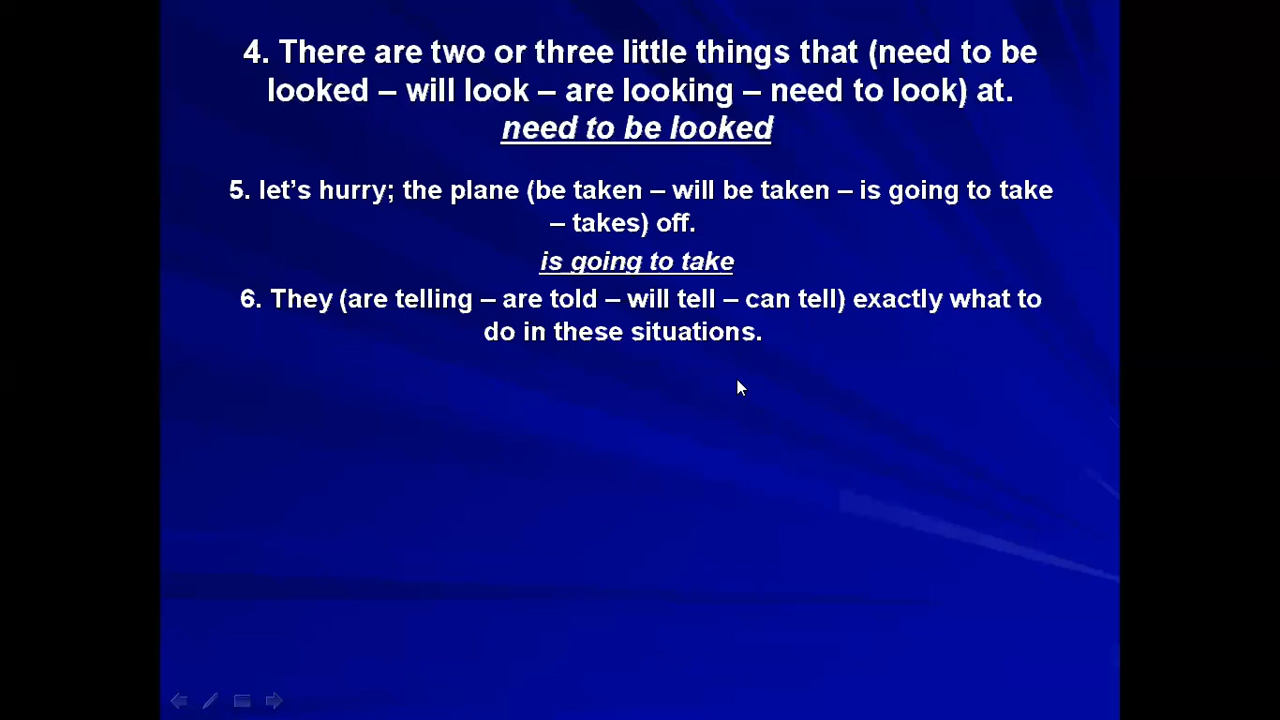 4. There are two or three little things that (need to be
looked – will look – are looking – need to look) at.
need to be looked
5. let’s hurry; the plane (be taken – will be taken – is going to take
– takes) off.
is going to take
6. They (are telling – are told – will tell – can tell) exactly what to
do in these situations.